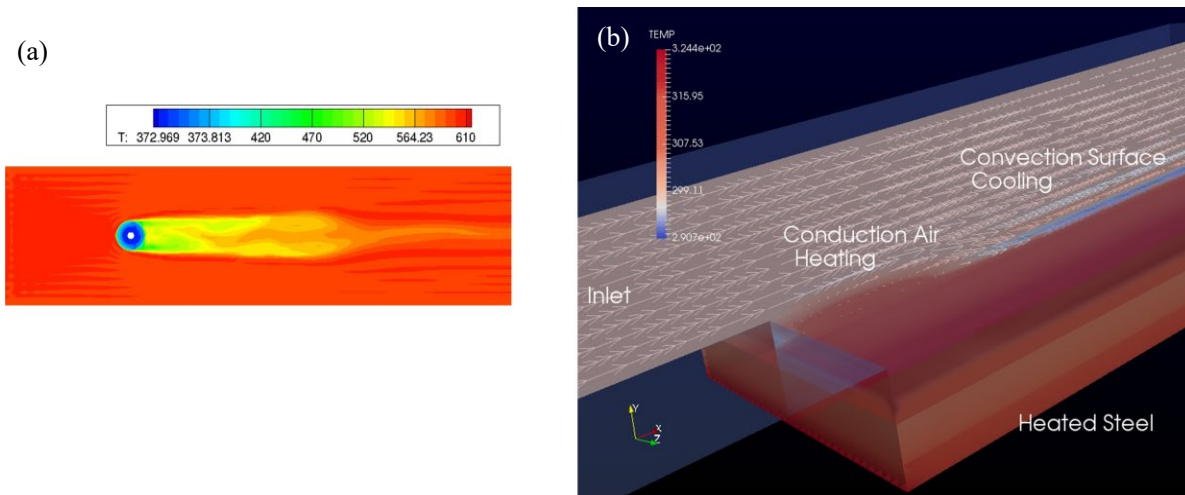 (a)
T: 372.969 373.813 420 470 520 564.23 610
(b)
TEMP
3.244e+02
315.95
307.53
299.11
2.907e+02
Convection Surface
Cooling
Conduction Air
Heating
Inlet
Heated Steel
Y
X
Z